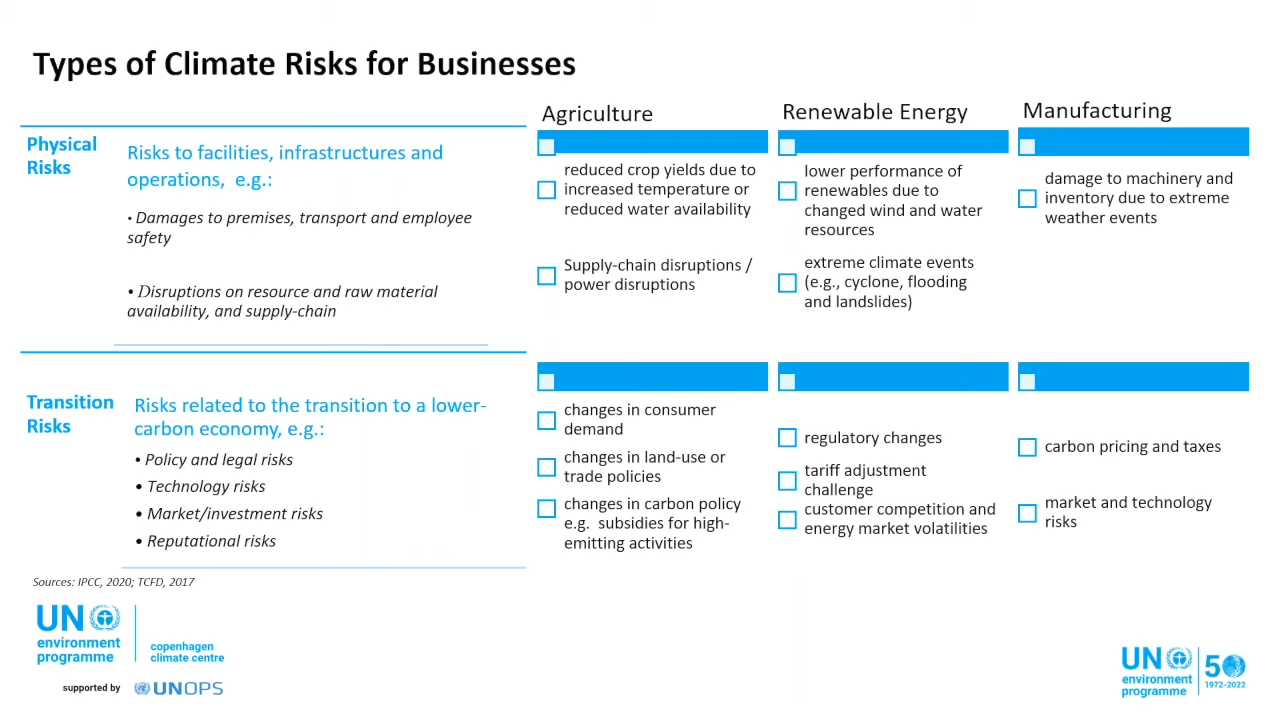 Types of Climate Risks for Businesses
Agriculture
Renewable Energy
Manufacturing
Physical
Risks
Risks to facilities, infrastructures and
operations,  e.g.:
• Damages to premises, transport and employee
safety
• Disruptions on resource and raw material
availability, and supply-chain
reduced crop yields due to
increased temperature or
reduced water availability
Supply-chain disruptions /
power disruptions
lower performance of
renewables due to
changed wind and water
resources
extreme climate events
(e.g., cyclone, flooding
and landslides)
damage to machinery and
inventory due to extreme
weather events
Transition
Risks
Risks related to the transition to a lower-
carbon economy, e.g.:
• Policy and legal risks
• Technology risks
• Market/investment risks
• Reputational risks
changes in consumer
demand
changes in land-use or
trade policies
changes in carbon policy
e.g.  subsidies for high-
emitting activities
regulatory changes
tariff adjustment
challenge
customer competition and
energy market volatilities
carbon pricing and taxes
market and technology
risks
Sources: IPCC, 2020; TCFD, 2017
UN
environment
programme
copenhagen
climate centre
supported by
UNOPS
UN
environment
programme
50
1972-2022